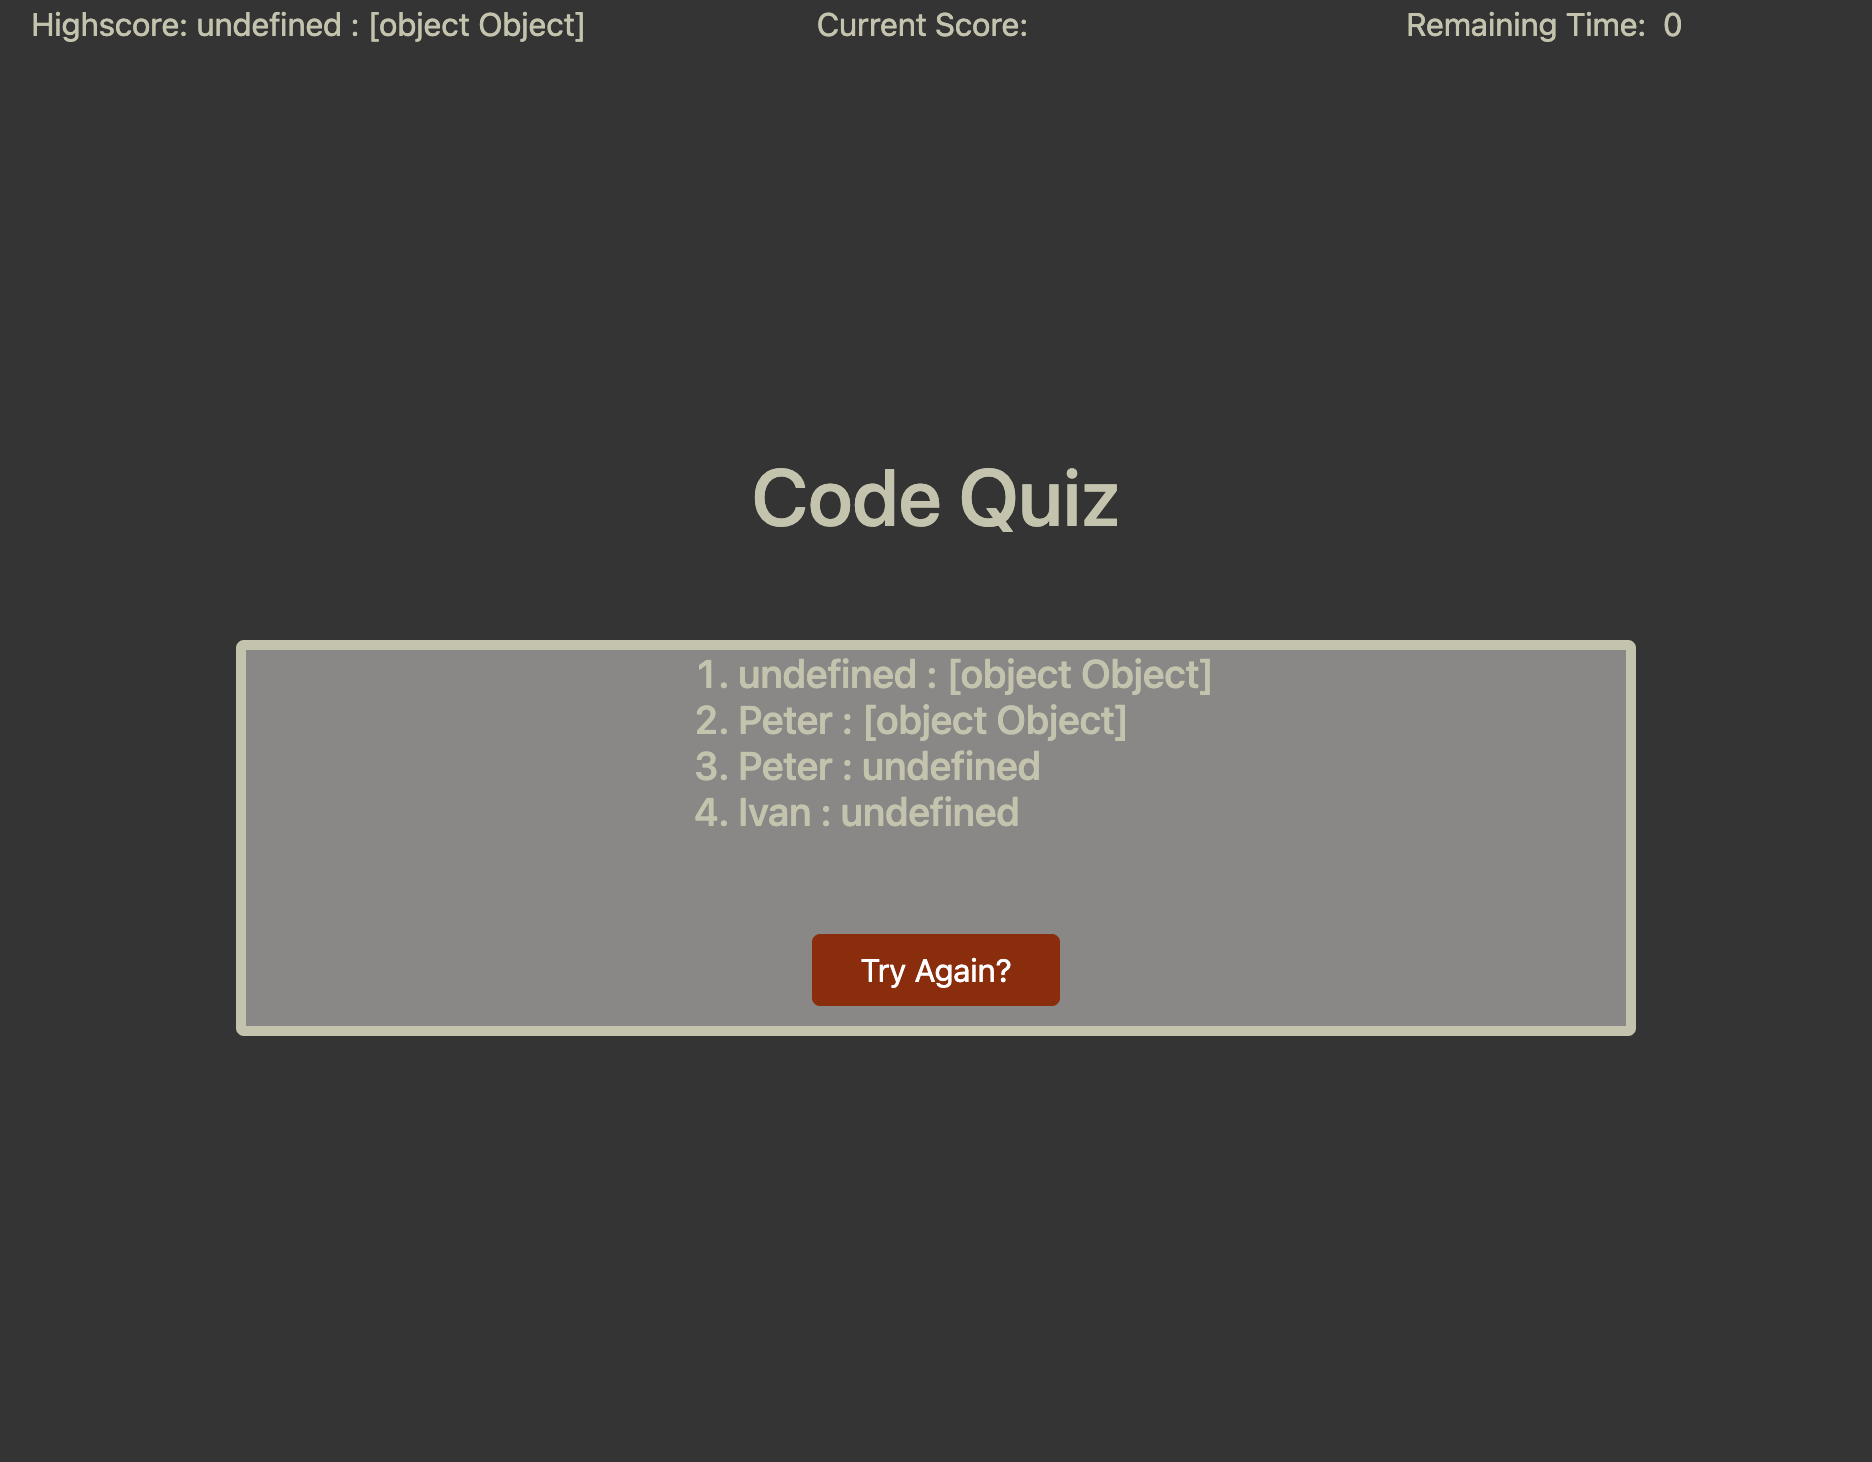 Highscore: undefined : [object Object]
Current Score:
Remaining Time: 0
Code Quiz
1. undefined : [object Object]
2. Peter : [object Object]
3. Peter : undefined
4. Ivan : undefined
Try Again?